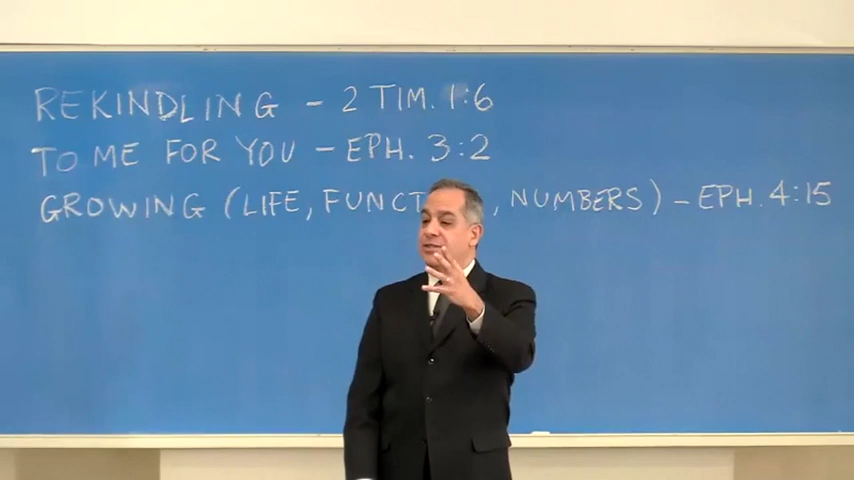 REKINDLING - 2 TIM. 1:6
TO ME FOR YOU - EPH. 3:2
GROWING (LIFE, FUNCT , NUMBERS) - EPH. 4:15